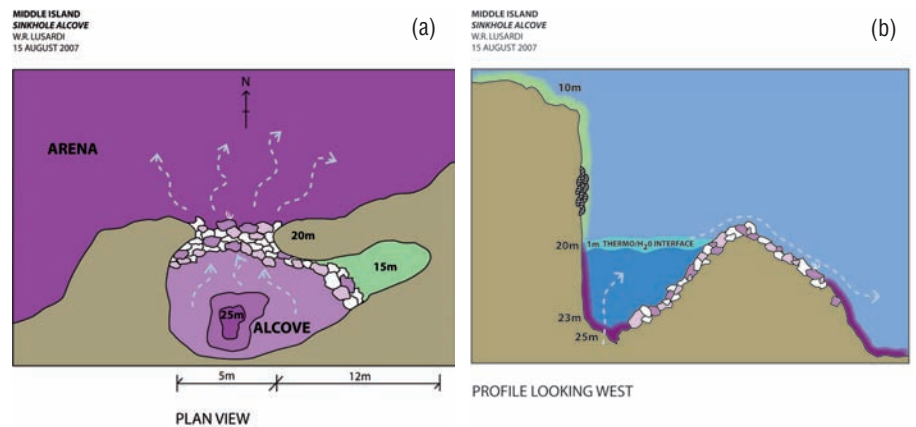 MIDDLE ISLAND
SINKHOLE ALCOVE
W.R. LUSARDI
15 AUGUST 2007
(a)
N
ARENA
20m
15m
25m
ALCOVE
5m
12m
PLAN VIEW
MIDDLE ISLAND
SINKHOLE ALCOVE
W.R. LUSARDI
15 AUGUST 2007
(b)
10m
20m
1m THERMO/H20 INTERFACE
23m
25m
PROFILE LOOKING WEST